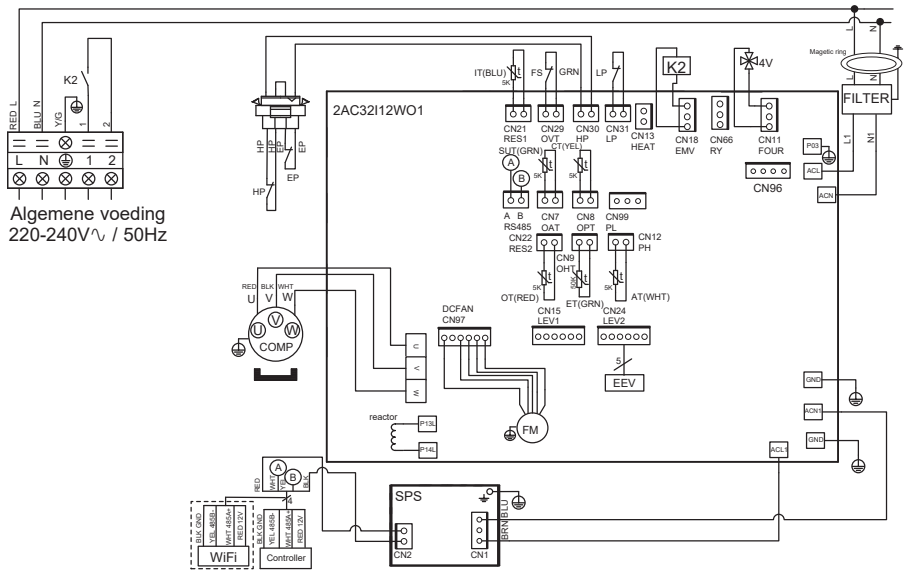 RED L
BLU N
Y/G
K2
1
2
L N 1 2
Algemene voeding
220-240V∿ / 50Hz
HP
HP
EP
EP
HP
EP
2AC32I12WO1
IT(BLU)
5K
t
FS
GRN
LP
K2
4V
L
N
Magetic ring
L
N
FILTER
L1
N1
CN21
RES1
CN29
OVT
CN30
HP
CN31
LP
CN13
HEAT
CN18
EMV
CN66
RY
CN11
FOUR
P03
ACL
ACN
CN96
SUT(GRN)
CT(YEL)
A
B
5K
t
5K
t
A B
RS485
CN7
OAT
CN8
OPT
CN99
PL
CN22
RES2
CN9
OHT
CN12
PH
5K
t
50K
t
5K
t
OT(RED)
ET(GRN)
AT(WHT)
CN15
LEV1
CN24
LEV2
5
EEV
RED BLK WHT
U V W
V
U W
COMP
DCFAN
CN97
U
V
W
FM
reactor
P13L
P14L
GND
ACN1
GND
ACL1
RED
WHT
A
YEL
B
BLK
4
BLK GND
YEL 485B-
WHT 485A+
RED 12V
WiFi
BLK GND
YEL 485B-
WHT 485A+
RED 12V
Controller
SPS
CN2
CN1
BLU
BRN